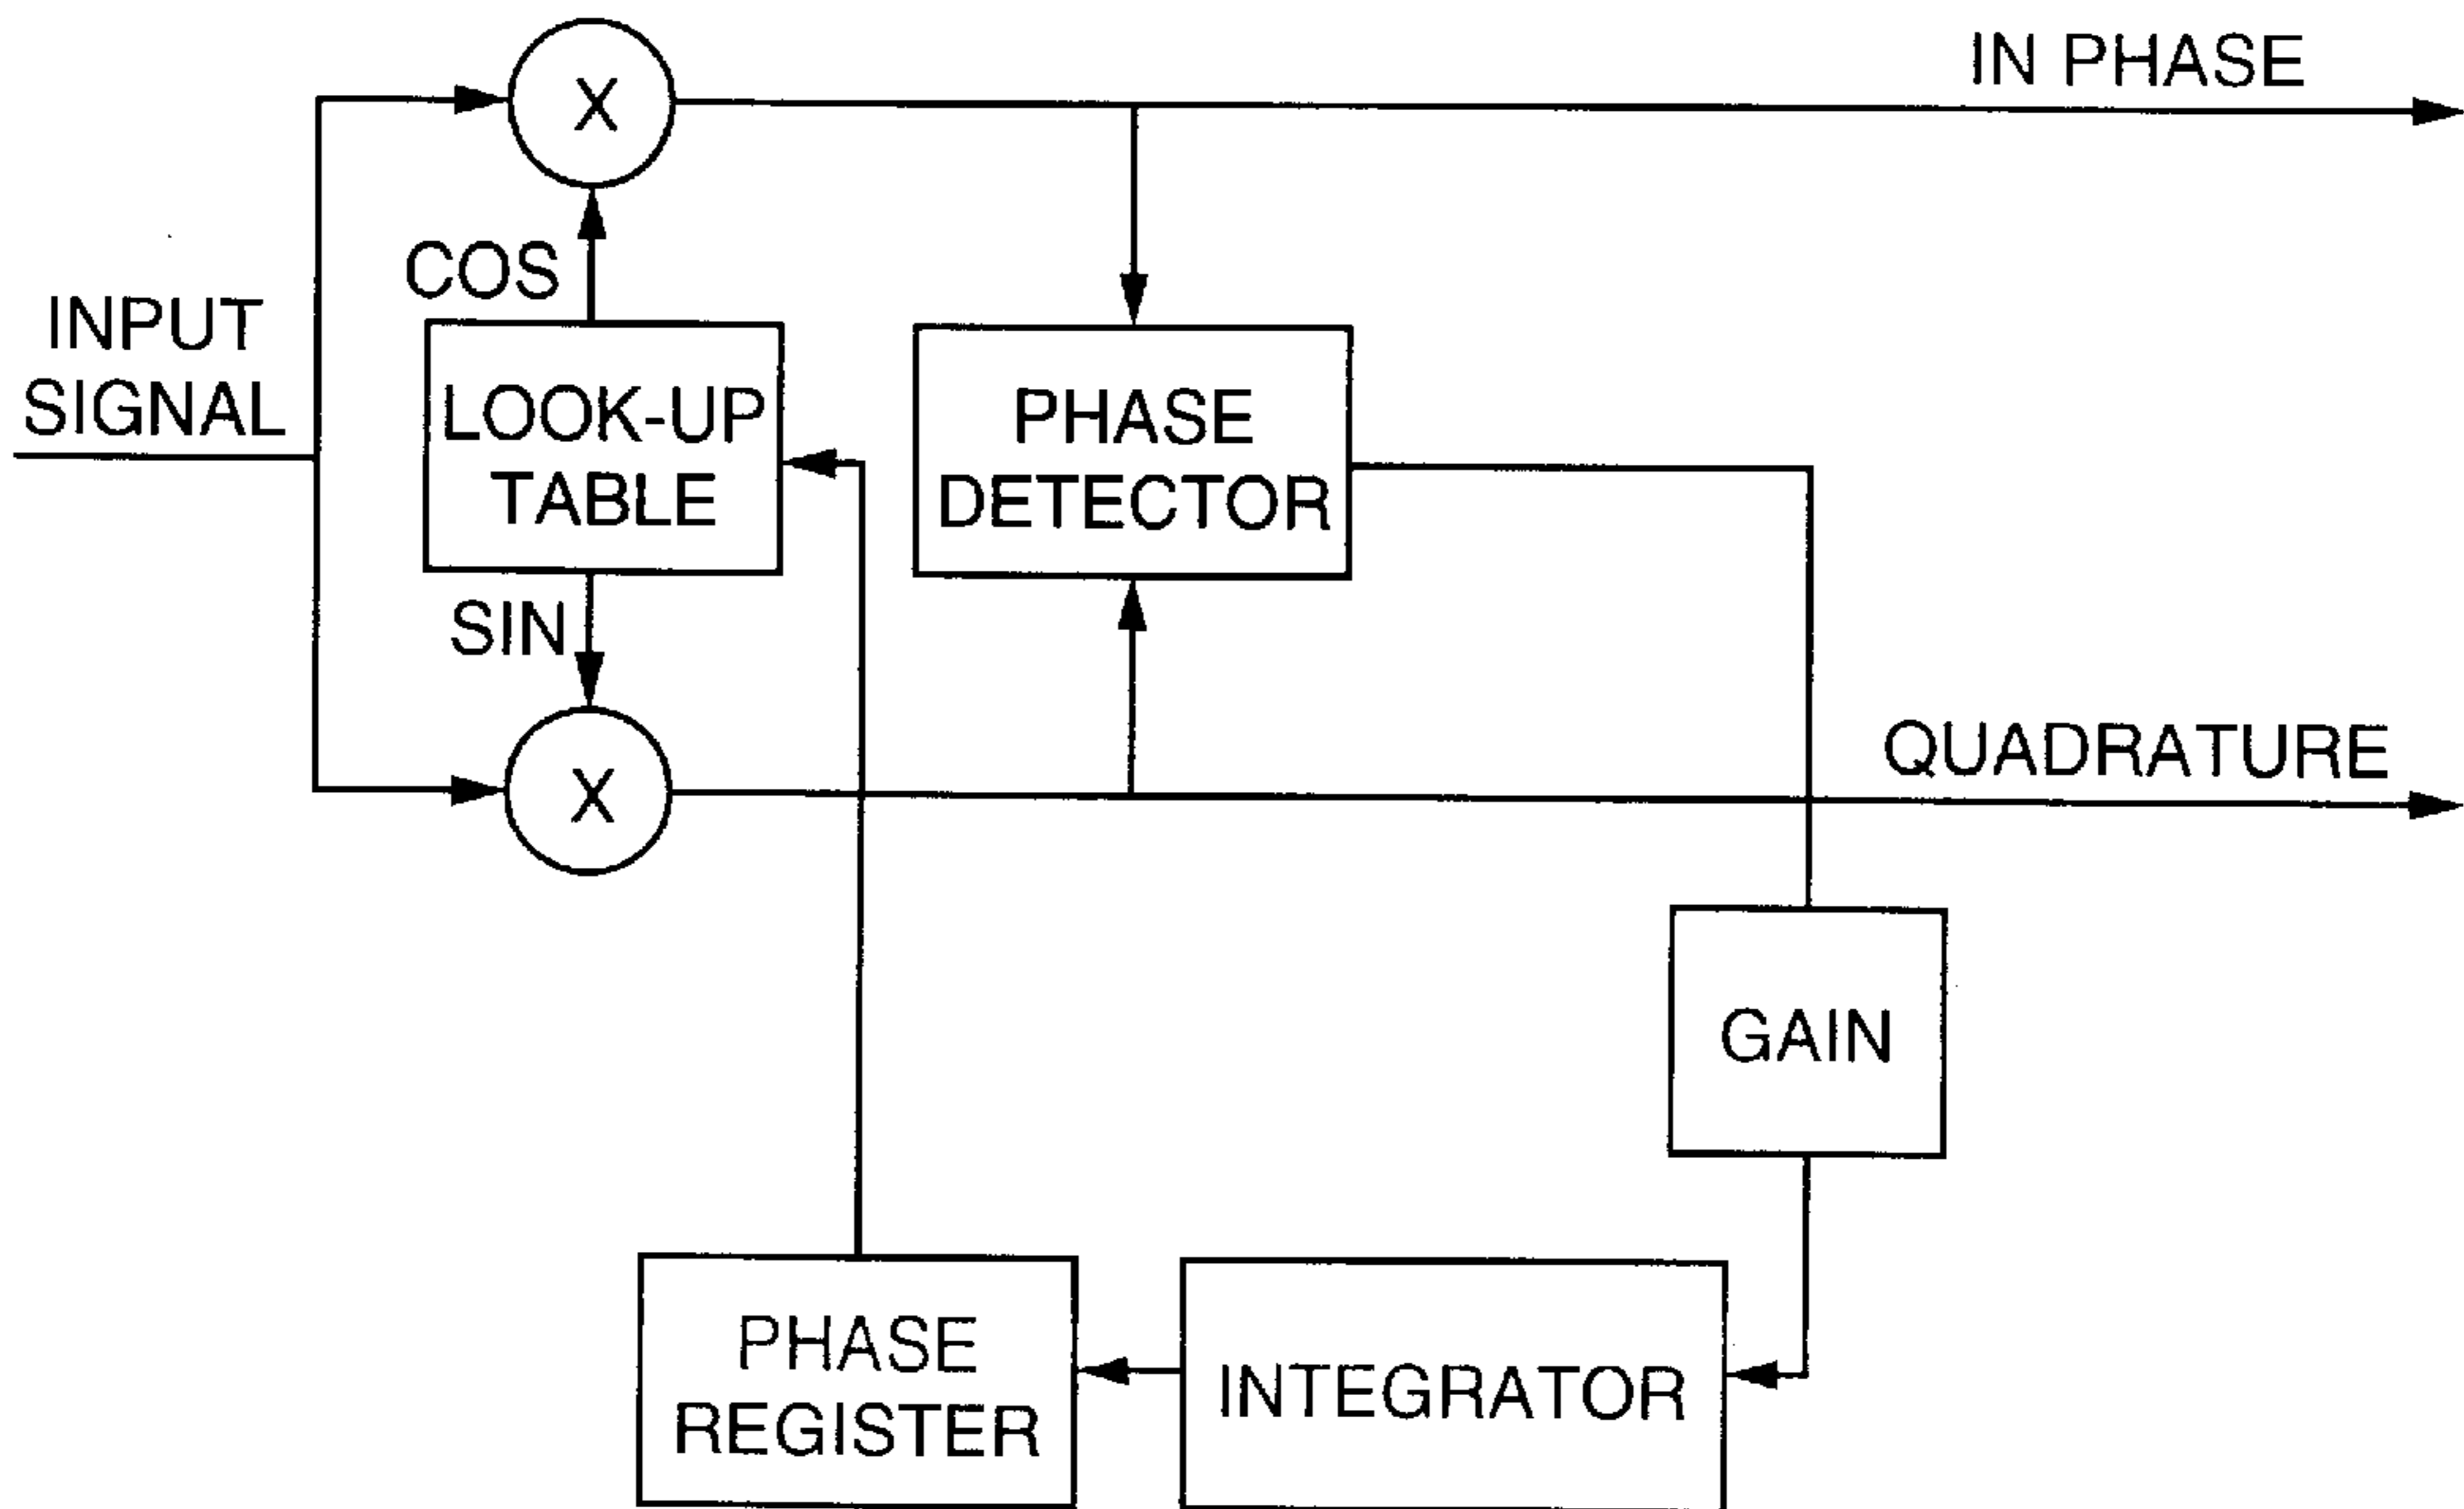 IN PHASE
X
COS
INPUT
SIGNAL
LOOK-UP
TABLE
PHASE
DETECTOR
SIN
X
QUADRATURE
GAIN
PHASE
REGISTER
INTEGRATOR